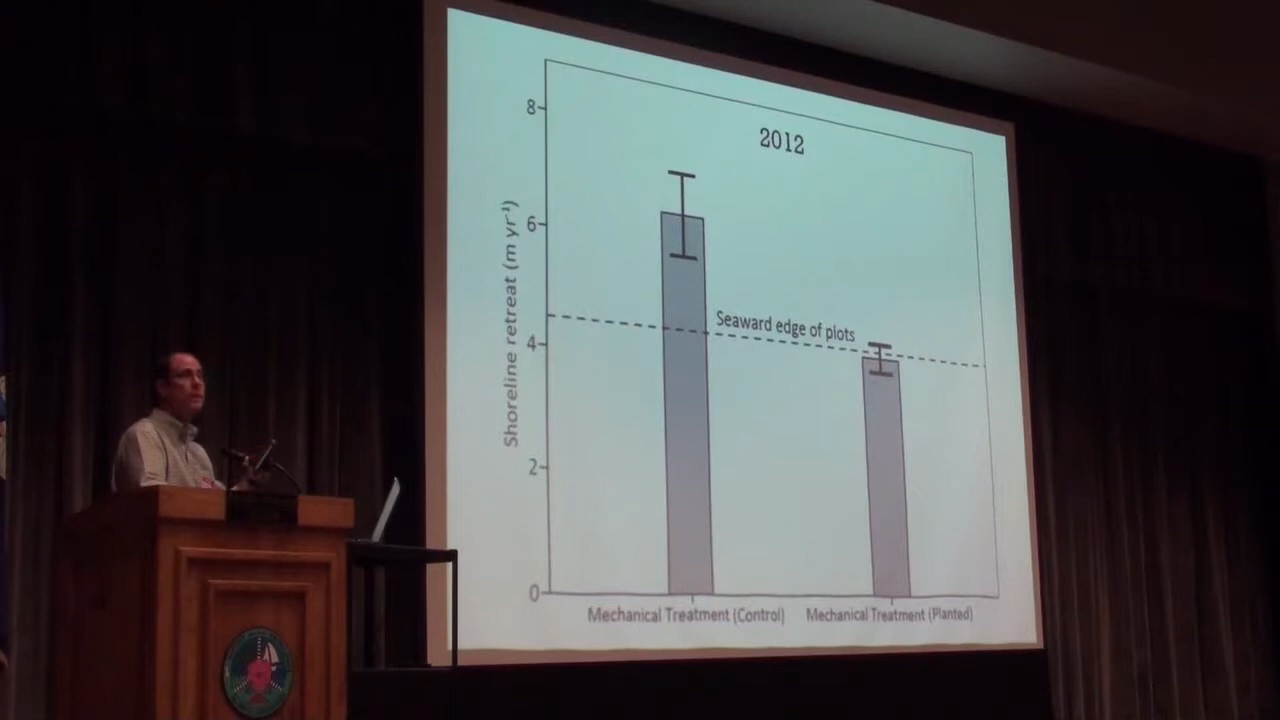 2012
8
6
4
2
0
Shoreline retreat (m yr⁻¹)
Seaward edge of plots
Mechanical Treatment (Control)
Mechanical Treatment (Planted)